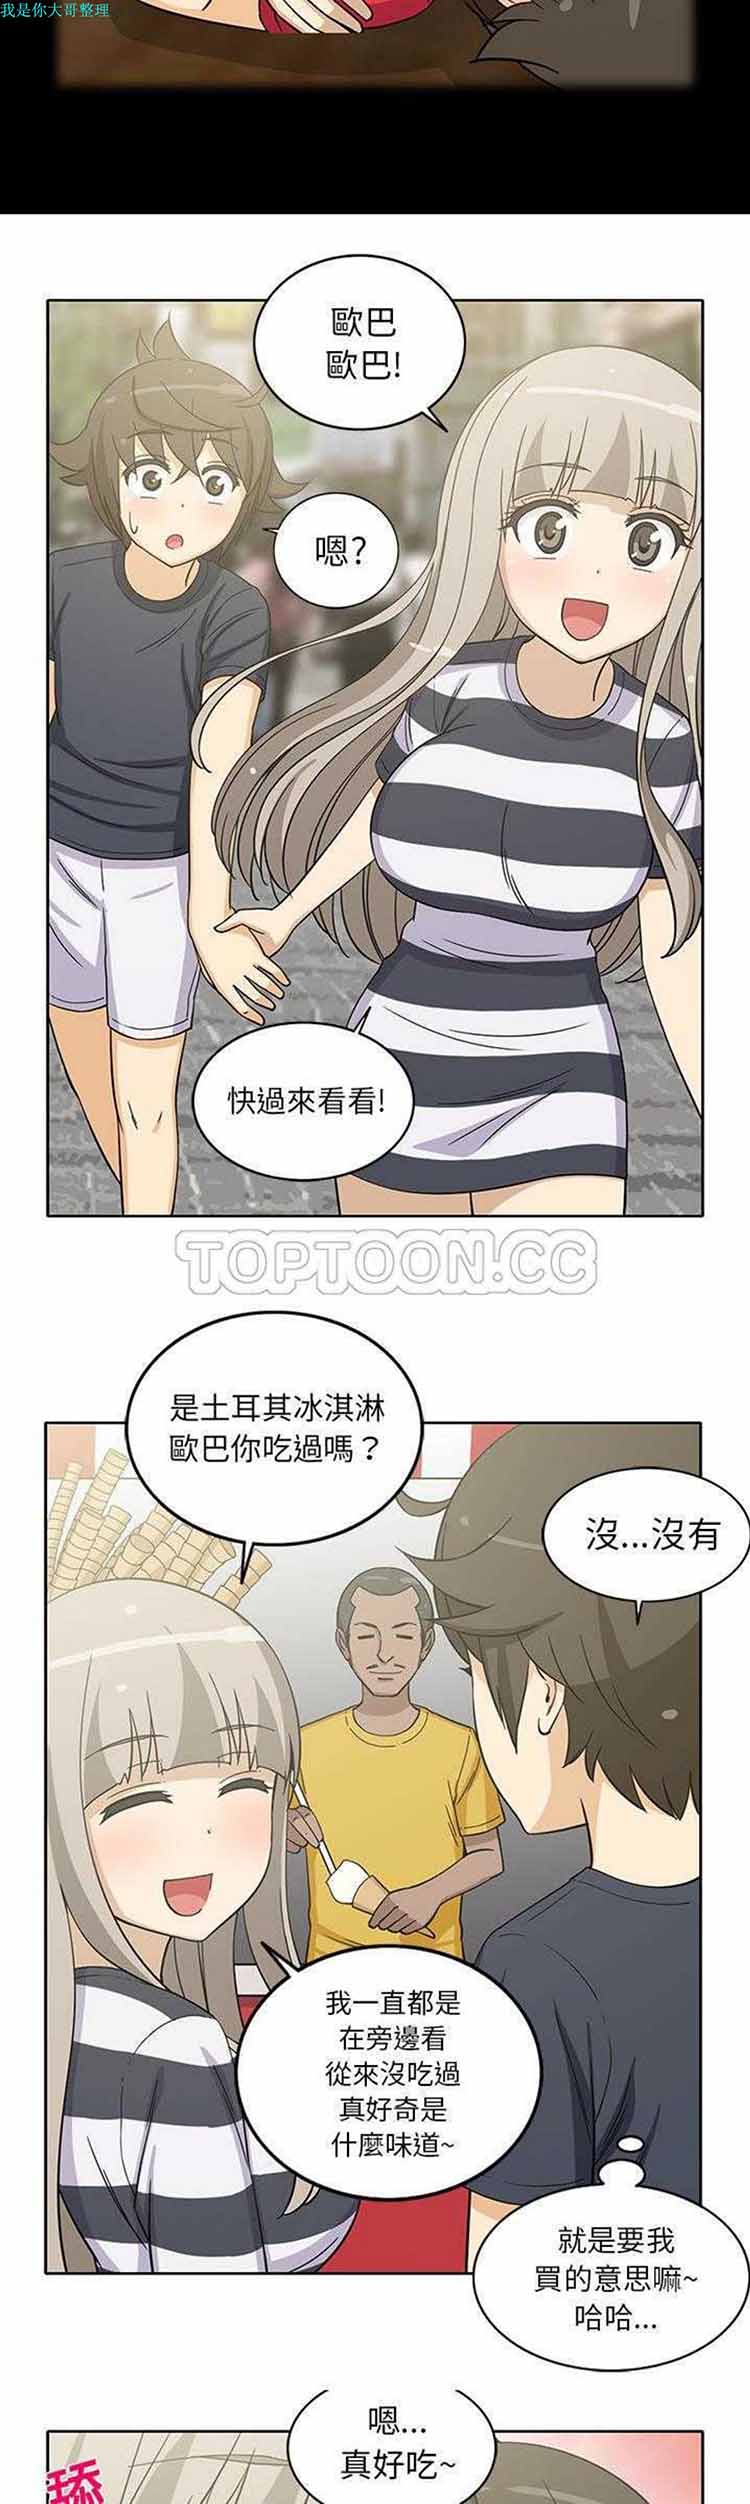 我是你大哥整理
歐巴
歐巴!
嗯?
快過來看看!
TOPTOON.CC
是土耳其冰淇淋
歐巴你吃過嗎？
沒...沒有
我一直都是
在旁邊看
從來沒吃過
真好奇是
什麼味道~
就是要我
買的意思嘛~
哈哈...
嗯...
真好吃~
舔